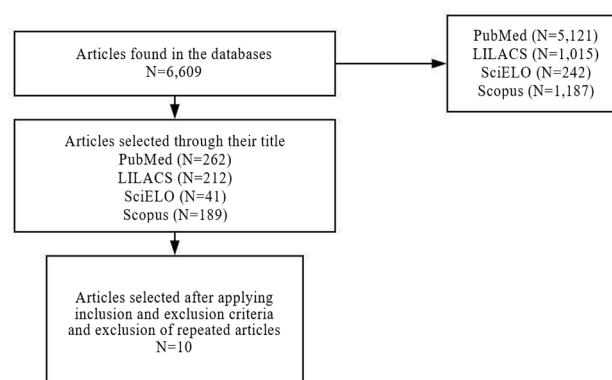 Articles found in the databases
N=6,609
PubMed (N=5,121)
LILACS (N=1,015)
SciELO (N=242)
Scopus (N=1,187)
Articles selected through their title
PubMed (N=262)
LILACS (N=212)
SciELO (N=41)
Scopus (N=189)
Articles selected after applying
inclusion and exclusion criteria
and exclusion of repeated articles
N=10